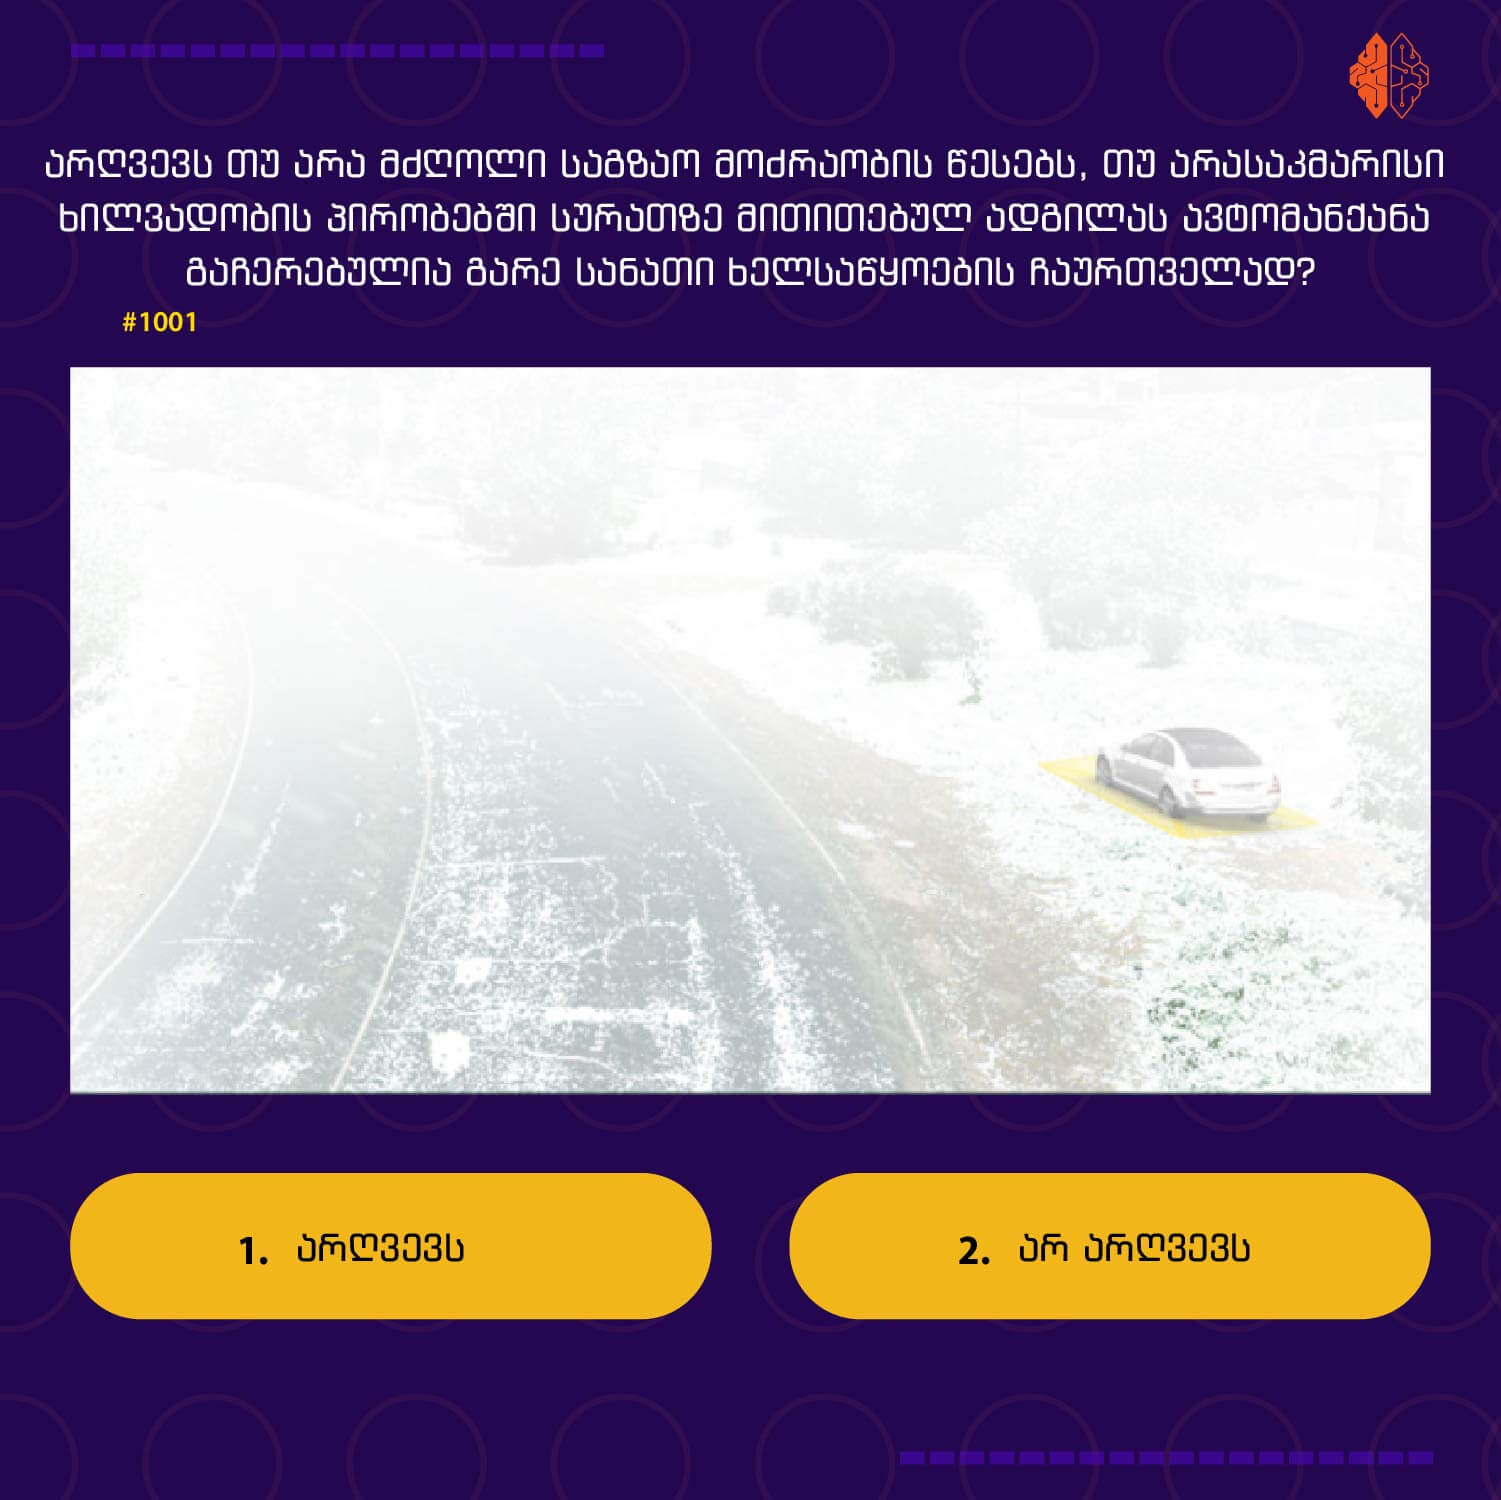 არღვევს თუ არა მძღოლი საგზაო მოძრაობის წესებს, თუ არასაკმარისი
ხილვადობის პირობებში სურათზე მითითებულ ადგილას ავტომანქანა
გაჩერებულია გარე სანათი ხელსაწყოების ჩაურთველად?
#1001
1. არღვევს
2. არ არღვევს